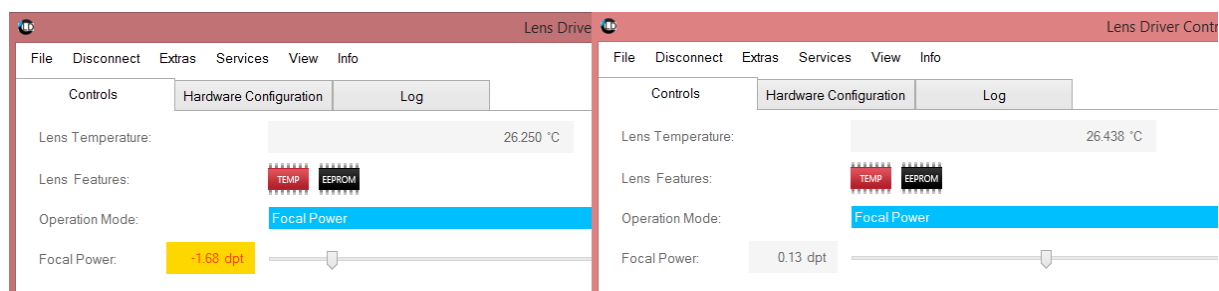 Lens Drive
File Disconnect Extras Services View Info
Controls Hardware Configuration Log
Lens Temperature: 26.250 °C
Lens Features: TEMP EEPROM
Operation Mode: Focal Power
Focal Power: -1.68 dpt
Lens Driver Contr
File Disconnect Extras Services View Info
Controls Hardware Configuration Log
Lens Temperature: 26.438 °C
Lens Features: TEMP EEPROM
Operation Mode: Focal Power
Focal Power: 0.13 dpt